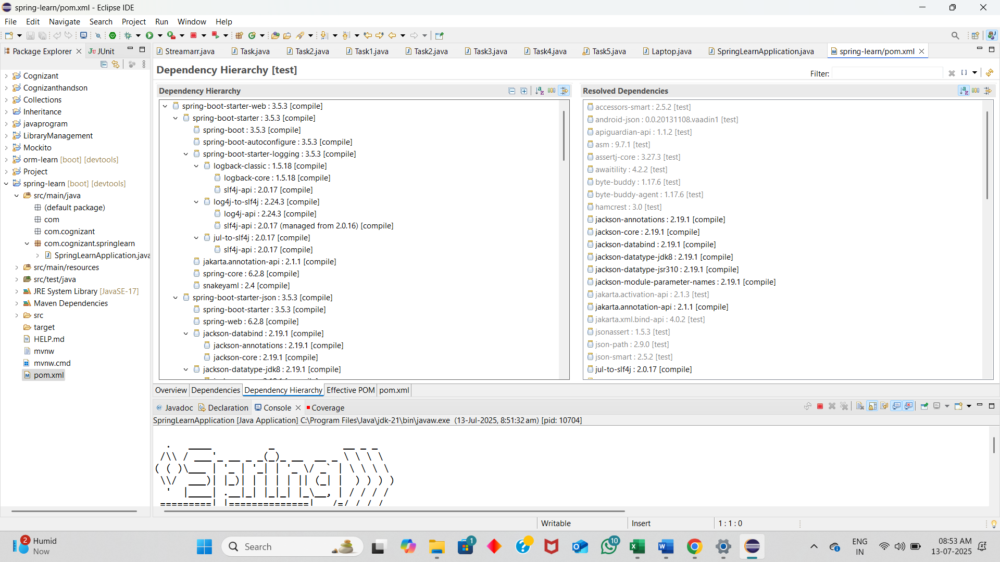 spring-learn/pom.xml - Eclipse IDE
File Edit Navigate Search Project Run Window Help
Package Explorer JUnit
Streamarr.java Task.java Task2.java Task1.java Task2.java Task3.java Task4.java Task5.java Laptop.java SpringLearnApplication.java spring-learn/pom.xml
Cognizant
Cognizanthandson
Collections
Inheritance
javaprogram
LibraryManagement
Mockito
orm-learn [boot] [devtools]
Project
spring-learn [boot] [devtools]
src/main/java
(default package)
com
com.cognizant
com.cognizant.springlearn
SpringLearnApplication.java
src/main/resources
src/test/java
JRE System Library [JavaSE-17]
Maven Dependencies
src
target
HELP.md
mvnw
mvnw.cmd
pom.xml
Dependency Hierarchy [test]
Filter:
Dependency Hierarchy
spring-boot-starter-web : 3.5.3 [compile]
spring-boot-starter : 3.5.3 [compile]
spring-boot : 3.5.3 [compile]
spring-boot-autoconfigure : 3.5.3 [compile]
spring-boot-starter-logging : 3.5.3 [compile]
logback-classic : 1.5.18 [compile]
logback-core : 1.5.18 [compile]
slf4j-api : 2.0.17 [compile]
log4j-to-slf4j : 2.24.3 [compile]
log4j-api : 2.24.3 [compile]
slf4j-api : 2.0.17 (managed from 2.0.16) [compile]
jul-to-slf4j : 2.0.17 [compile]
slf4j-api : 2.0.17 [compile]
jakarta.annotation-api : 2.1.1 [compile]
spring-core : 6.2.8 [compile]
snakeyaml : 2.4 [compile]
spring-boot-starter-json : 3.5.3 [compile]
spring-boot-starter : 3.5.3 [compile]
spring-web : 6.2.8 [compile]
jackson-databind : 2.19.1 [compile]
jackson-annotations : 2.19.1 [compile]
jackson-core : 2.19.1 [compile]
jackson-datatype-jdk8 : 2.19.1 [compile]
Resolved Dependencies
accessors-smart : 2.5.2 [test]
android-json : 0.0.20131108.vaadin1 [test]
apiguardian-api : 1.1.2 [test]
asm : 9.7.1 [test]
assertj-core : 3.27.3 [test]
awaitility : 4.2.2 [test]
byte-buddy : 1.17.6 [test]
byte-buddy-agent : 1.17.6 [test]
hamcrest : 3.0 [test]
jackson-annotations : 2.19.1 [compile]
jackson-core : 2.19.1 [compile]
jackson-databind : 2.19.1 [compile]
jackson-datatype-jdk8 : 2.19.1 [compile]
jackson-datatype-jsr310 : 2.19.1 [compile]
jackson-module-parameter-names : 2.19.1 [compile]
jakarta.activation-api : 2.1.3 [test]
jakarta.annotation-api : 2.1.1 [compile]
jakarta.xml.bind-api : 4.0.2 [test]
jsonassert : 1.5.3 [test]
json-path : 2.9.0 [test]
json-smart : 2.5.2 [test]
jul-to-slf4j : 2.0.17 [compile]
Overview Dependencies Dependency Hierarchy Effective POM pom.xml
Javadoc Declaration Console Coverage
SpringLearnApplication [Java Application] C:\Program Files\Java\jdk-21\bin\javaw.exe (13-Jul-2025, 8:51:32 am) [pid: 10704]
Spring
Writable Insert 1 : 1 : 0
2
Humid
Now
Search
1
10
ENG
IN
08:53 AM
13-07-2025